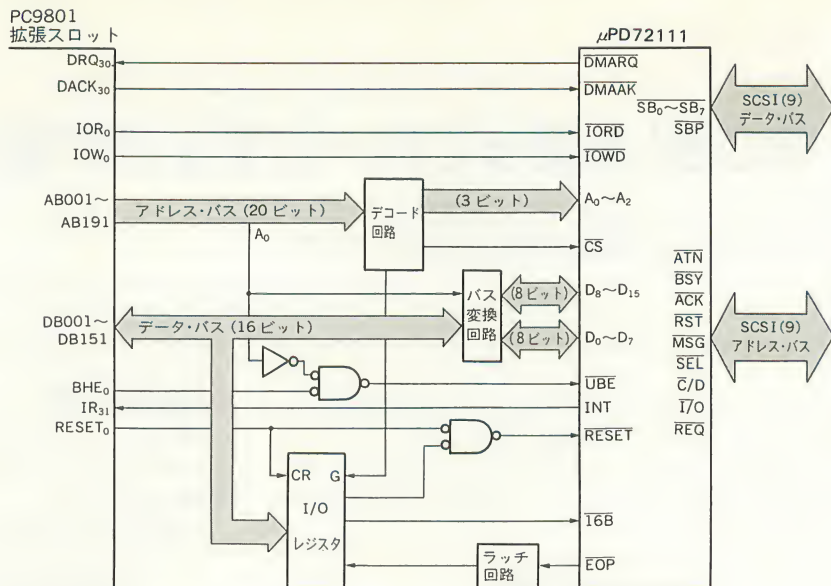 PC9801
拡張スロット
μPD72111
DRQ30
DMARQ
DACK30
DMAAK
SB0～SB7
SBP
SCSI(9)
データ・バス
IOR0
IORD
IOW0
IOWD
AB001～
AB191
アドレス・バス(20ビット)
A0
デコード
回路
(3ビット)
A0～A2
CS
DB001～
DB151
データ・バス(16ビット)
バス
変換
回路
(8ビット)
D8～D15
(8ビット)
D0～D7
ATN
BSY
ACK
RST
MSG
SEL
C/D
I/O
REQ
SCSI(9)
アドレス・バス
BHE0
UBE
IR31
INT
RESET0
RESET
CR G
I/O
レジスタ
16B
ラッチ
回路
EOP